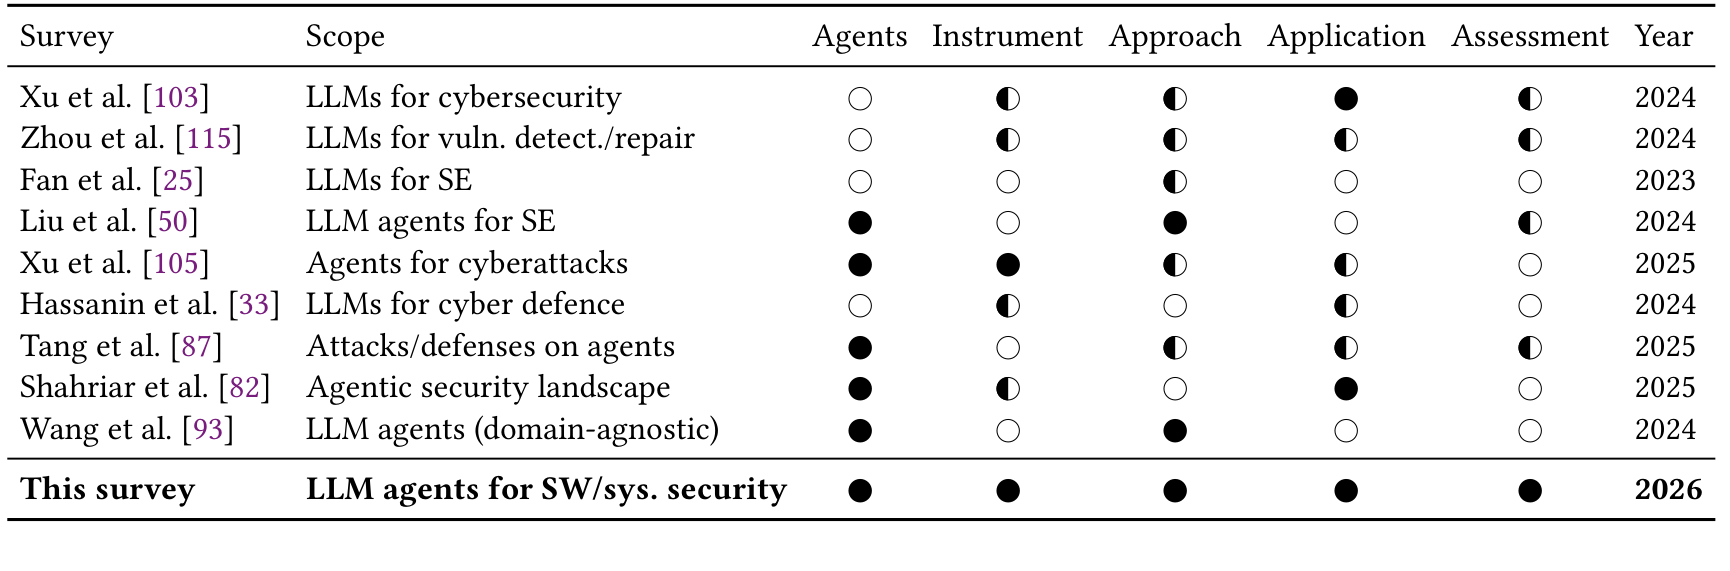 Survey Scope Agents Instrument Approach Application Assessment Year
Xu et al. [103] LLMs for cybersecurity ○ ◐ ◐ ● ◐ 2024
Zhou et al. [115] LLMs for vuln. detect./repair ○ ◐ ◐ ◐ ◐ 2024
Fan et al. [25] LLMs for SE ○ ○ ◐ ○ ○ 2023
Liu et al. [50] LLM agents for SE ● ○ ● ○ ◐ 2024
Xu et al. [105] Agents for cyberattacks ● ● ◐ ◐ ○ 2025
Hassanin et al. [33] LLMs for cyber defence ○ ◐ ○ ◐ ○ 2024
Tang et al. [87] Attacks/defenses on agents ● ○ ◐ ◐ ◐ 2025
Shahriar et al. [82] Agentic security landscape ● ◐ ○ ● ○ 2025
Wang et al. [93] LLM agents (domain-agnostic) ● ○ ● ○ ○ 2024
This survey LLM agents for SW/sys. security ● ● ● ● ● 2026